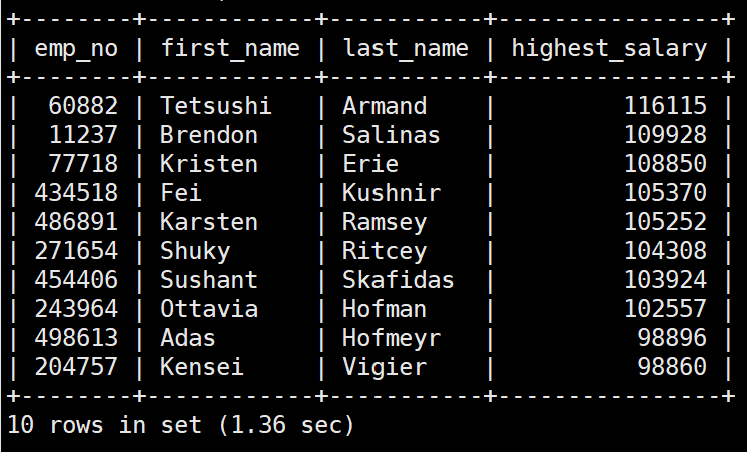 +--------+------------+-----------+----------------+
| emp_no | first_name | last_name | highest_salary |
+--------+------------+-----------+----------------+
|  60882 | Tetsushi   | Armand    |         116115 |
|  11237 | Brendon    | Salinas   |         109928 |
|  77718 | Kristen    | Erie      |         108850 |
| 434518 | Fei        | Kushnir   |         105370 |
| 486891 | Karsten    | Ramsey    |         105252 |
| 271654 | Shuky      | Ritcey    |         104308 |
| 454406 | Sushant    | Skafidas  |         103924 |
| 243964 | Ottavia    | Hofman    |         102557 |
| 498613 | Adas       | Hofmeyr   |          98896 |
| 204757 | Kensei     | Vigier    |          98860 |
+--------+------------+-----------+----------------+
10 rows in set (1.36 sec)